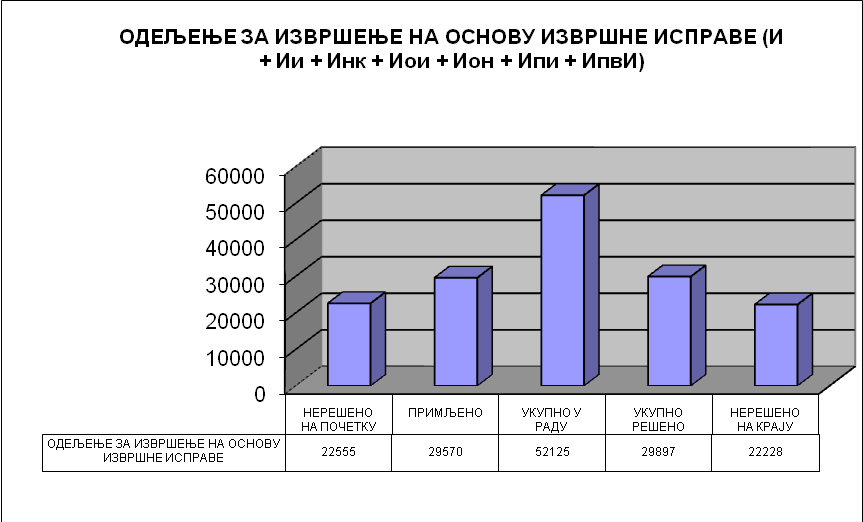 ОДЕЉЕЊЕ ЗА ИЗВРШЕЊЕ НА ОСНОВУ ИЗВРШНЕ ИСПРАВЕ (И
+ Ии + Инк + Иои + Ион + Ипи + ИпвИ)
60000
50000
40000
30000
20000
10000
0
НЕРЕШЕНО
НА ПОЧЕТКУ
ПРИМЉЕНО
УКУПНО У
РАДУ
УКУПНО
РЕШЕНО
НЕРЕШЕНО
НА КРАЈУ
ОДЕЉЕЊЕ ЗА ИЗВРШЕЊЕ НА ОСНОВУ
ИЗВРШНЕ ИСПРАВЕ
22555
29570
52125
29897
22228